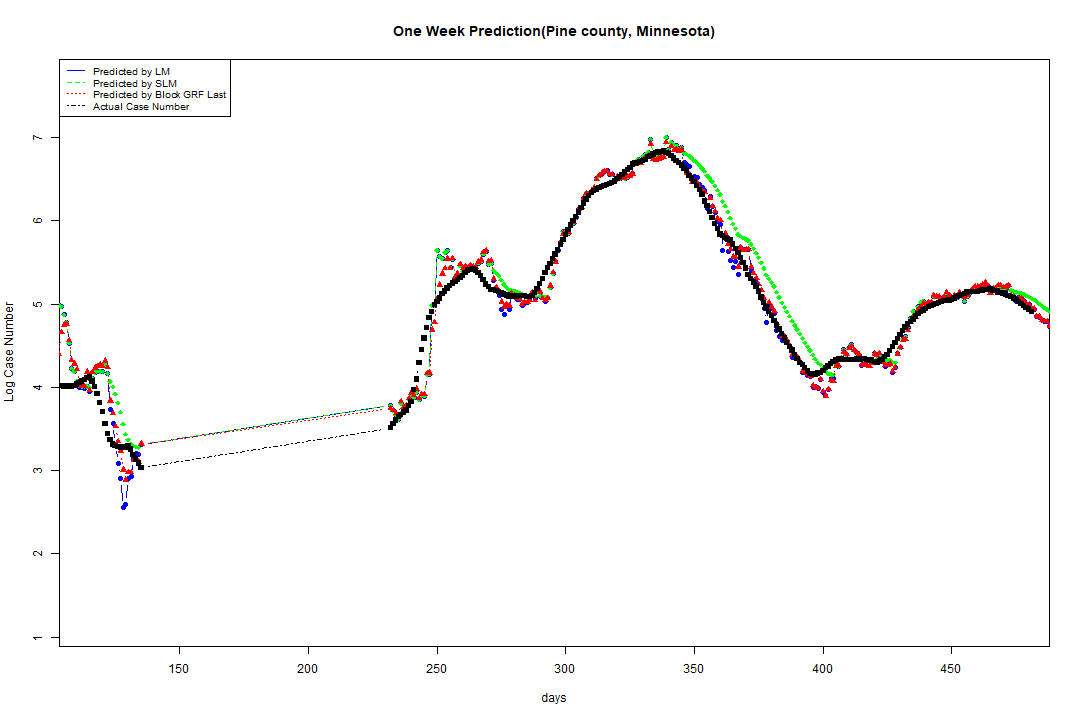 One Week Prediction(Pine county, Minnesota)
Predicted by LM
Predicted by SLM
Predicted by Block GRF Last
Actual Case Number
7
6
5
4
3
2
1
Log Case Number
150 200 250 300 350 400 450
days